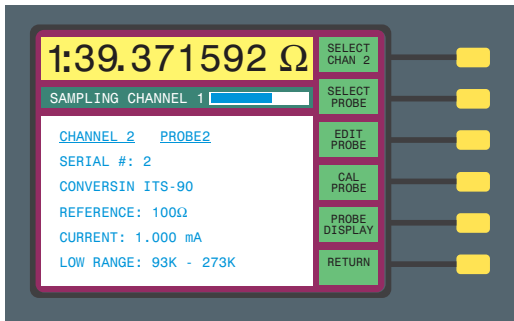 1:39.371592 Ω
SAMPLING CHANNEL 1
CHANNEL 2 PROBE2
SERIAL #: 2
CONVERSIN ITS-90
REFERENCE: 100Ω
CURRENT: 1.000 mA
LOW RANGE: 93K - 273K
SELECT
CHAN 2
SELECT
PROBE
EDIT
PROBE
CAL
PROBE
PROBE
DISPLAY
RETURN